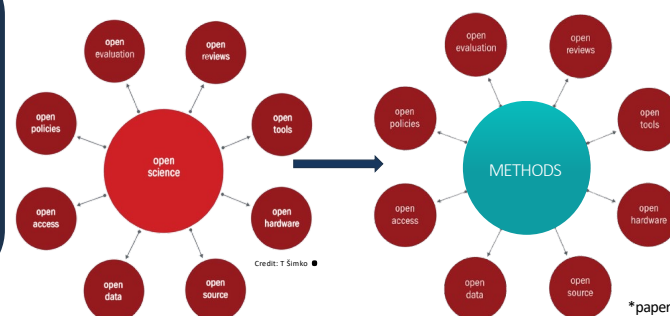 open
evaluation
open
reviews
open
policies
open
tools
open
science
open
access
open
hardware
open
data
open
source
Credit: T Šimko
open
evaluation
open
reviews
open
policies
open
tools
METHODS
open
access
open
hardware
open
data
open
source
*paper